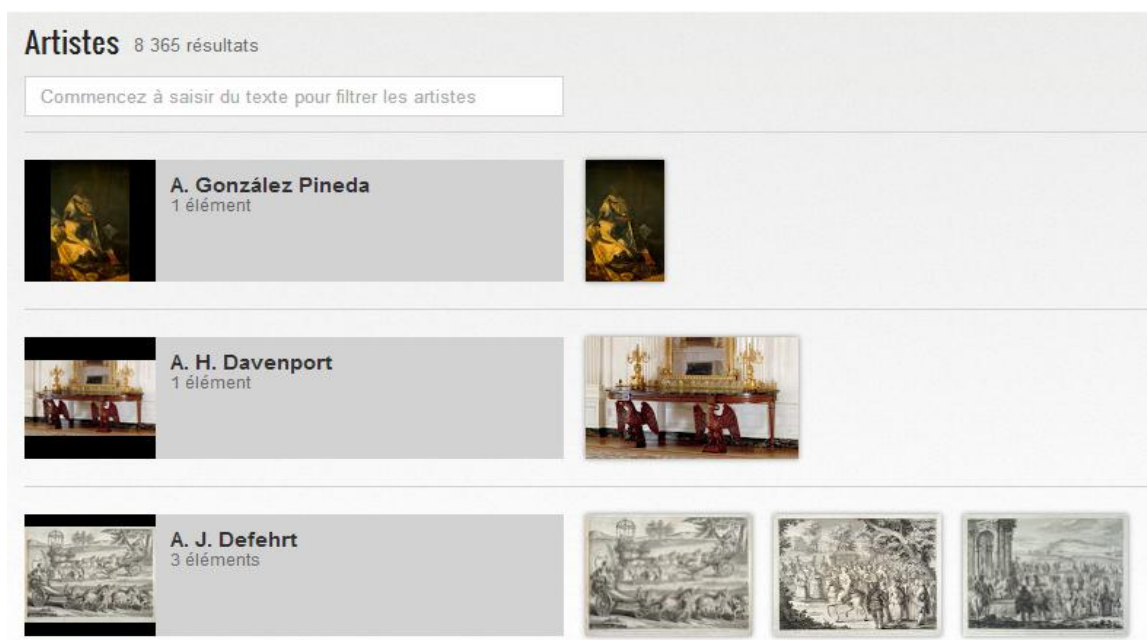 Artistes 8 365 résultats
Commencez à saisir du texte pour filtrer les artistes
A. González Pineda
1 élément
A. H. Davenport
1 élément
A. J. Defehrt
3 éléments